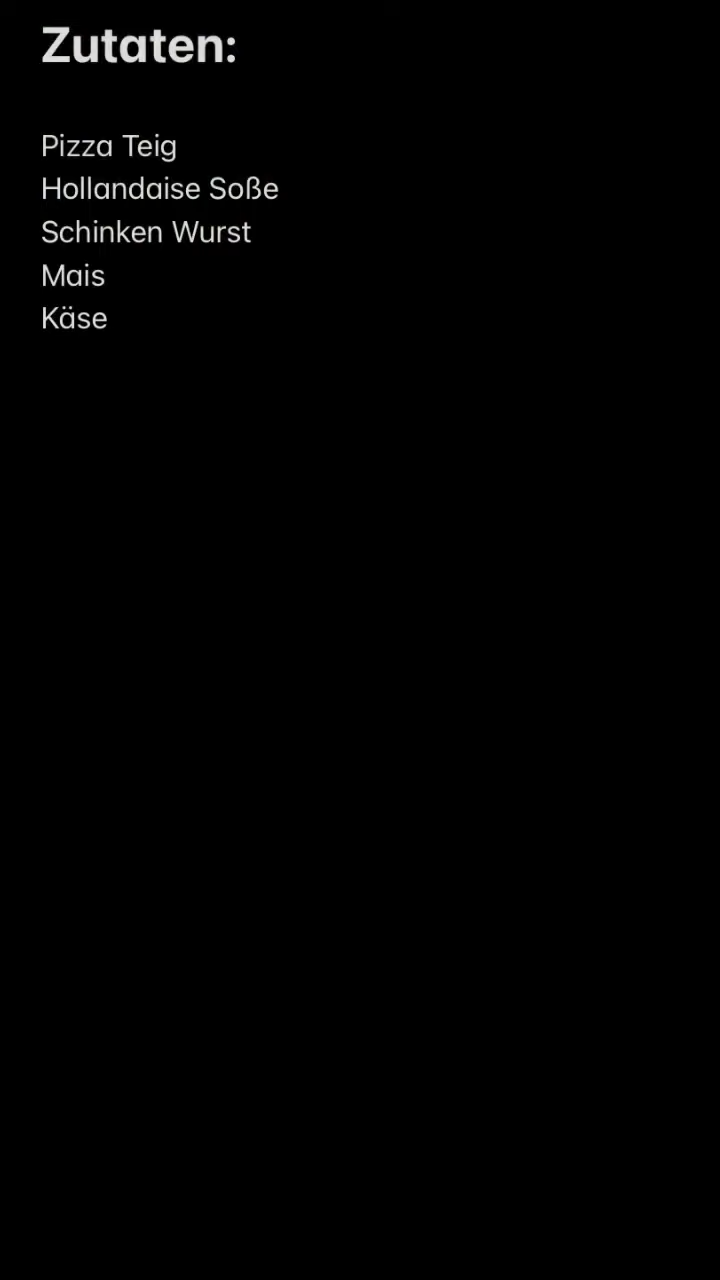 Zutaten:
Pizza Teig
Hollandaise Soße
Schinken Wurst
Mais
Käse